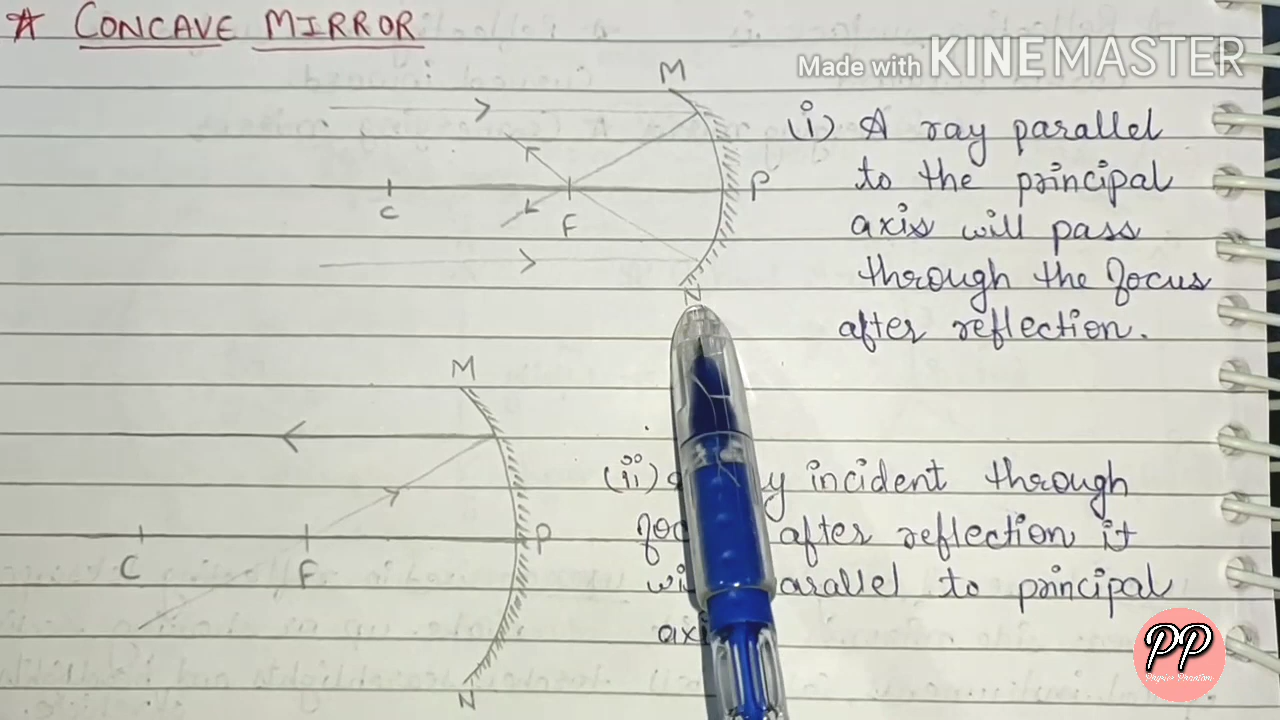 * CONCAVE MIRROR
Made with KINEMASTER
M
(i) A ray parallel
to the principal
axis will pass
through the focus
after reflection.
C
F
P
N
M
(ii) incident through
after reflection it
to principal
C
F
P
N
PP